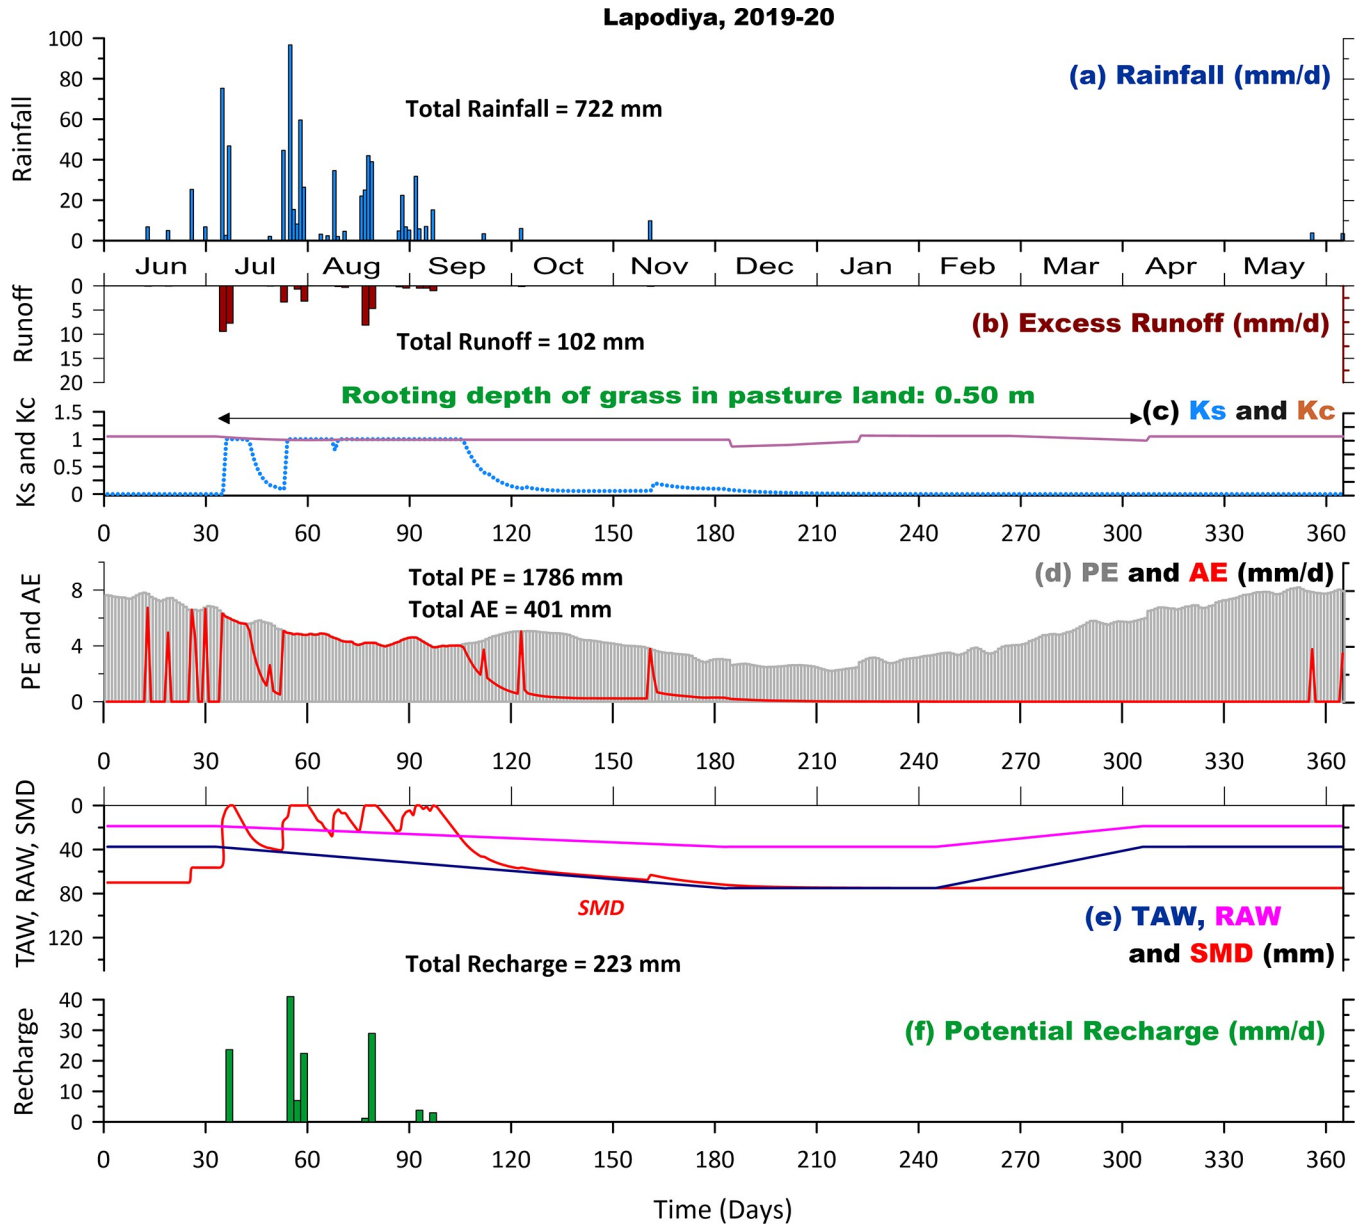 Lapodiya, 2019-20
Rainfall
100
80
60
40
20
0
(a) Rainfall (mm/d)
Total Rainfall = 722 mm
Jun Jul Aug Sep Oct Nov Dec Jan Feb Mar Apr May
Runoff
0
5
10
15
20
(b) Excess Runoff (mm/d)
Total Runoff = 102 mm
Rooting depth of grass in pasture land: 0.50 m
Ks and Kc
1.5
1
0.5
0
(c) Ks and Kc
0 30 60 90 120 150 180 210 240 270 300 330 360
PE and AE
8
4
0
Total PE = 1786 mm
Total AE = 401 mm
(d) PE and AE (mm/d)
0 30 60 90 120 150 180 210 240 270 300 330 360
TAW, RAW, SMD
0
40
80
120
SMD
(e) TAW, RAW
and SMD (mm)
Total Recharge = 223 mm
Recharge
40
30
20
10
0
(f) Potential Recharge (mm/d)
0 30 60 90 120 150 180 210 240 270 300 330 360
Time (Days)